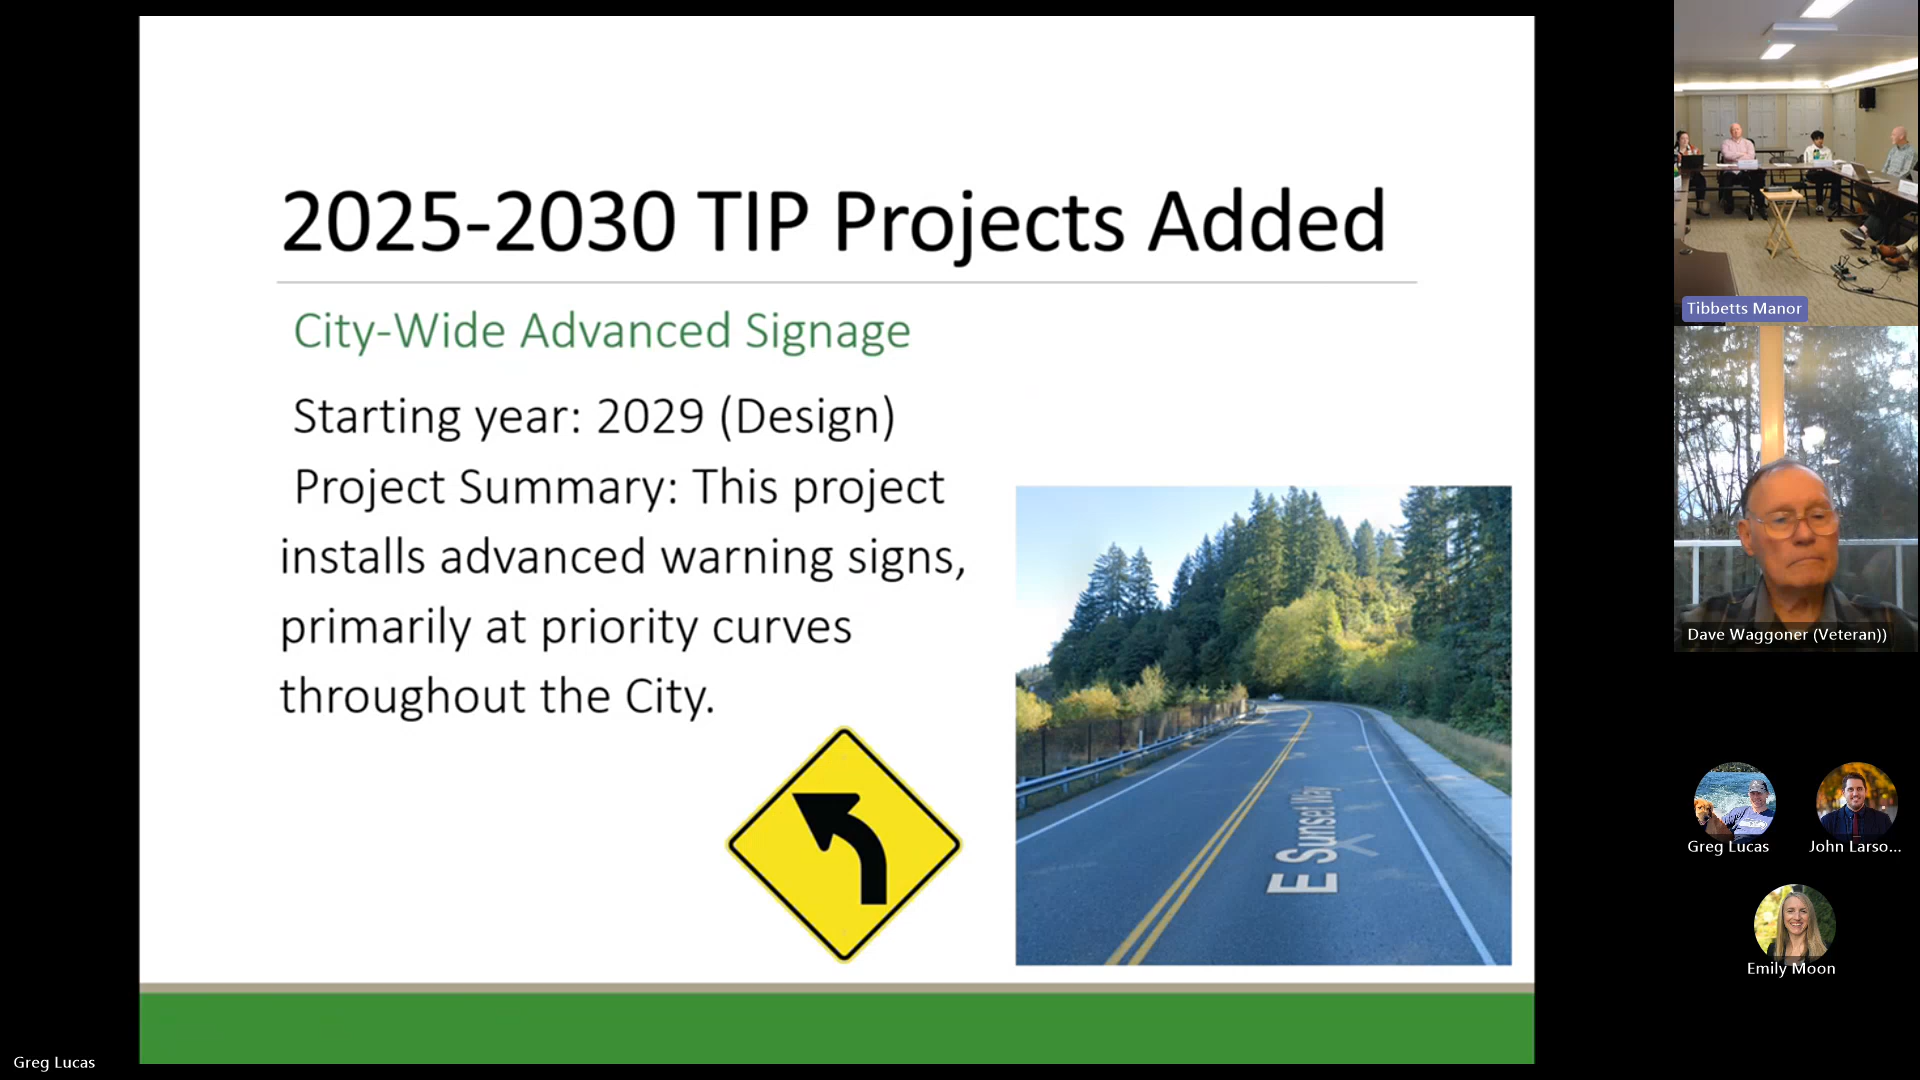 2025-2030 TIP Projects Added
City-Wide Advanced Signage
Starting year: 2029 (Design)
Project Summary: This project
installs advanced warning signs,
primarily at priority curves
throughout the City.
E Sunset Way
Tibbetts Manor
Dave Waggoner (Veteran))
Greg Lucas
John Larso...
Emily Moon
Greg Lucas